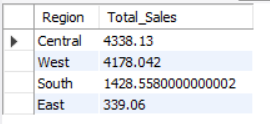 Region Total_Sales
Central 4338.13
West 4178.042
South 1428.5580000000002
East 339.06